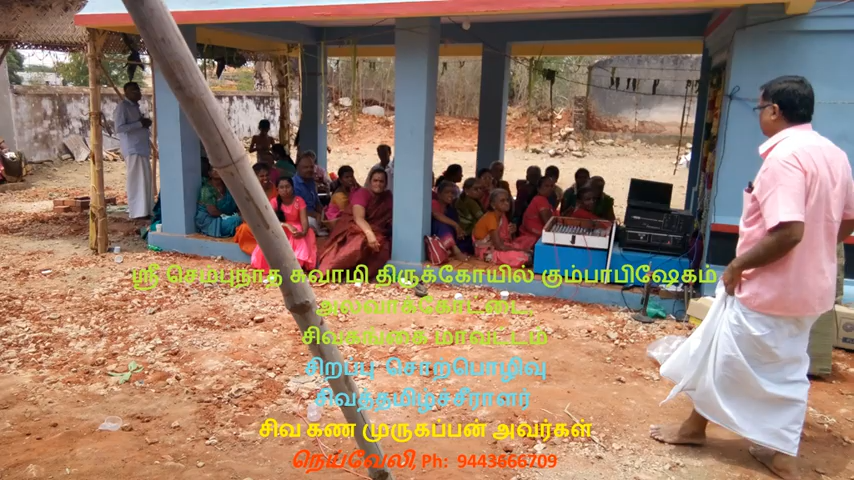 ஸ்ரீ செம்புநாத சுவாமி திருக்கோயில் கும்பாபிஷேகம்
அலவாக்கோட்டை,
சிவகங்கை மாவட்டம்
சிறப்பு சொற்பொழிவு
சிவத்தமிழ்ச்சீராளர்
சிவ கண முருகப்பன் அவர்கள்
நெய்வேலி, Ph: 9443666709